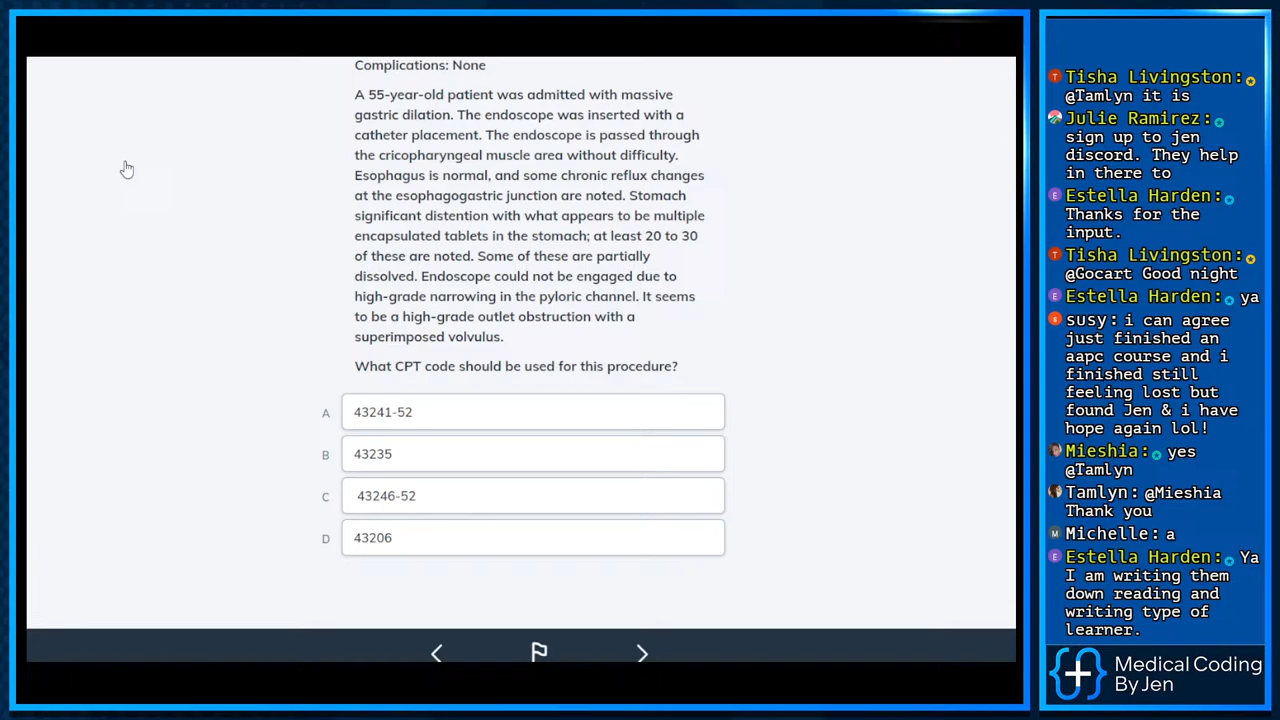 Complications: None
A 55-year-old patient was admitted with massive
gastric dilation. The endoscope was inserted with a
catheter placement. The endoscope is passed through
the cricopharyngeal muscle area without difficulty.
Esophagus is normal, and some chronic reflux changes
at the esophagogastric junction are noted. Stomach
significant distention with what appears to be multiple
encapsulated tablets in the stomach; at least 20 to 30
of these are noted. Some of these are partially
dissolved. Endoscope could not be engaged due to
high-grade narrowing in the pyloric channel. It seems
to be a high-grade outlet obstruction with a
superimposed volvulus.
What CPT code should be used for this procedure?
A 43241-52
B 43235
C 43246-52
D 43206
T Tisha Livingston:
@Tamlyn it is
Julie Ramirez:
sign up to jen
discord. They help
in there to
E Estella Harden:
Thanks for the
input.
T Tisha Livingston:
@Gocart Good night
E Estella Harden: ya
s susy: i can agree
just finished an
aapc course and i
finished still
feeling lost but
found Jen & i have
hope again lol!
Mieshia: yes
@Tamlyn
Tamlyn: @Mieshia
Thank you
M Michelle: a
E Estella Harden: Ya
I am writing them
down reading and
writing type of
learner.
Medical Coding
By Jen